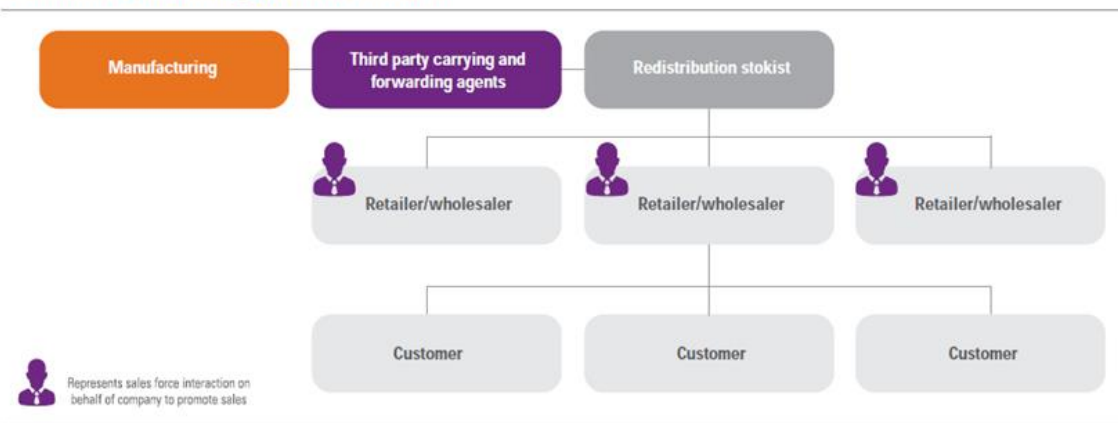 Manufacturing
Third party carrying and
forwarding agents
Redistribution stokist
Retailer/wholesaler
Retailer/wholesaler
Retailer/wholesaler
Customer
Customer
Customer
Represents sales force interaction on
behalf of company to promote sales